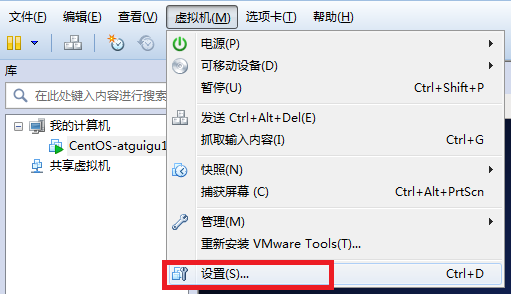 文件(F) 编辑(E) 查看(V) 虚拟机(M) 选项卡(T) 帮助(H)
库
在此处键入内容进行搜索
我的计算机
CentOS-atguigu1
共享虚拟机
电源(P)
可移动设备(D)
暂停(U) Ctrl+Shift+P
发送 Ctrl+Alt+Del(E)
抓取输入内容(I) Ctrl+G
快照(N)
捕获屏幕 (C) Ctrl+Alt+PrtScn
管理(M)
重新安装 VMware Tools(T)...
设置(S)... Ctrl+D